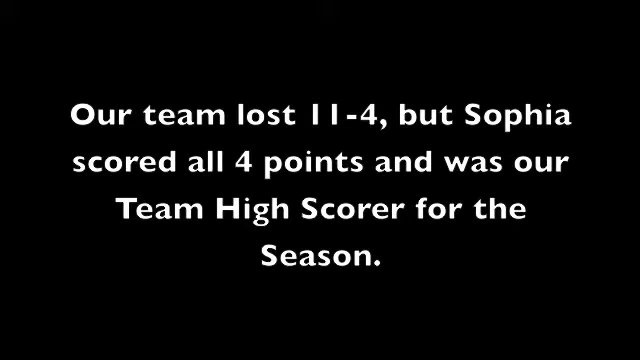 Our team lost 11-4, but Sophia
scored all 4 points and was our
Team High Scorer for the
Season.